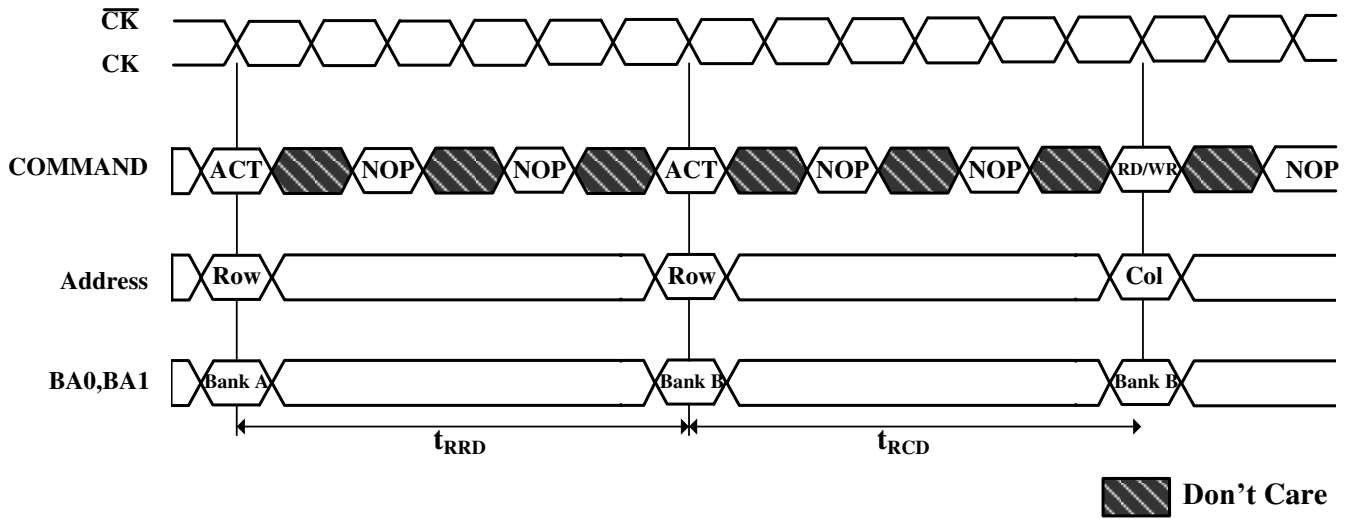 CK
CK
COMMAND ACT NOP NOP ACT NOP NOP RD/WR NOP
Address Row Row Col
BA0,BA1 Bank A Bank B Bank B
tRRD tRCD
Don't Care